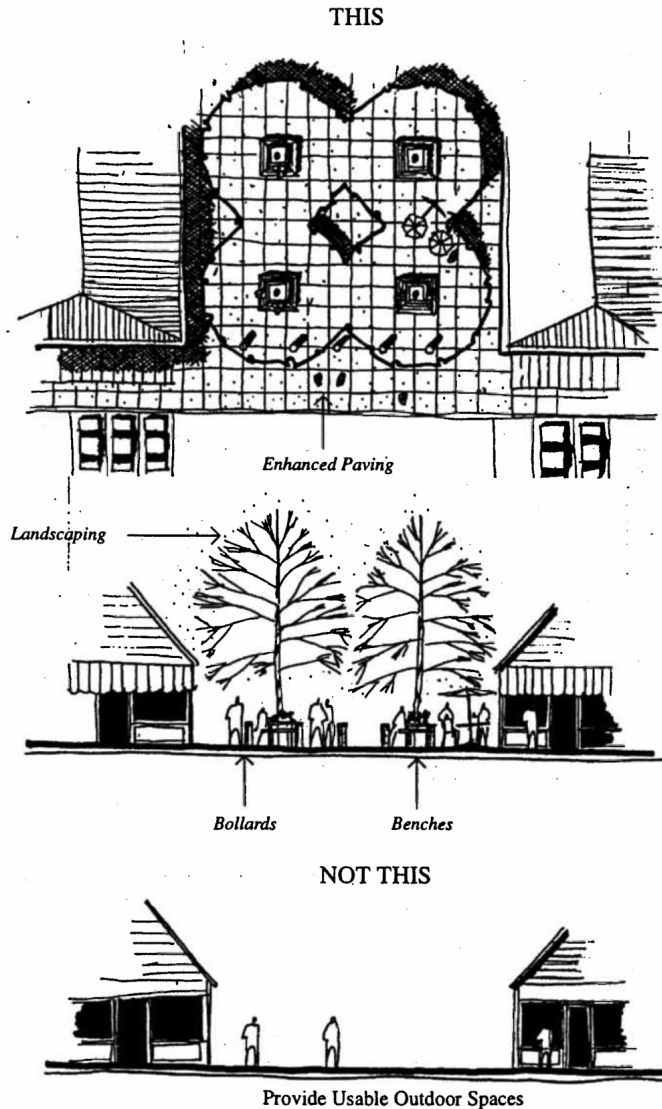 THIS
Enhanced Paving
Landscaping
Bollards
Benches
NOT THIS
Provide Usable Outdoor Spaces